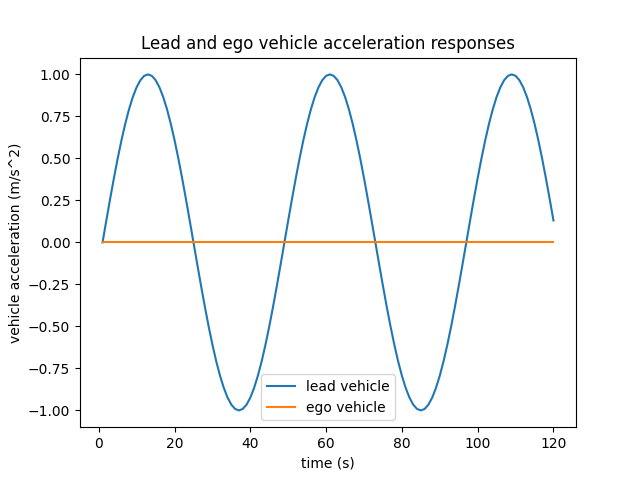 Lead and ego vehicle acceleration responses
vehicle acceleration (m/s^2)
1.00
0.75
0.50
0.25
0.00
−0.25
−0.50
−0.75
−1.00
lead vehicle
ego vehicle
0 20 40 60 80 100 120
time (s)